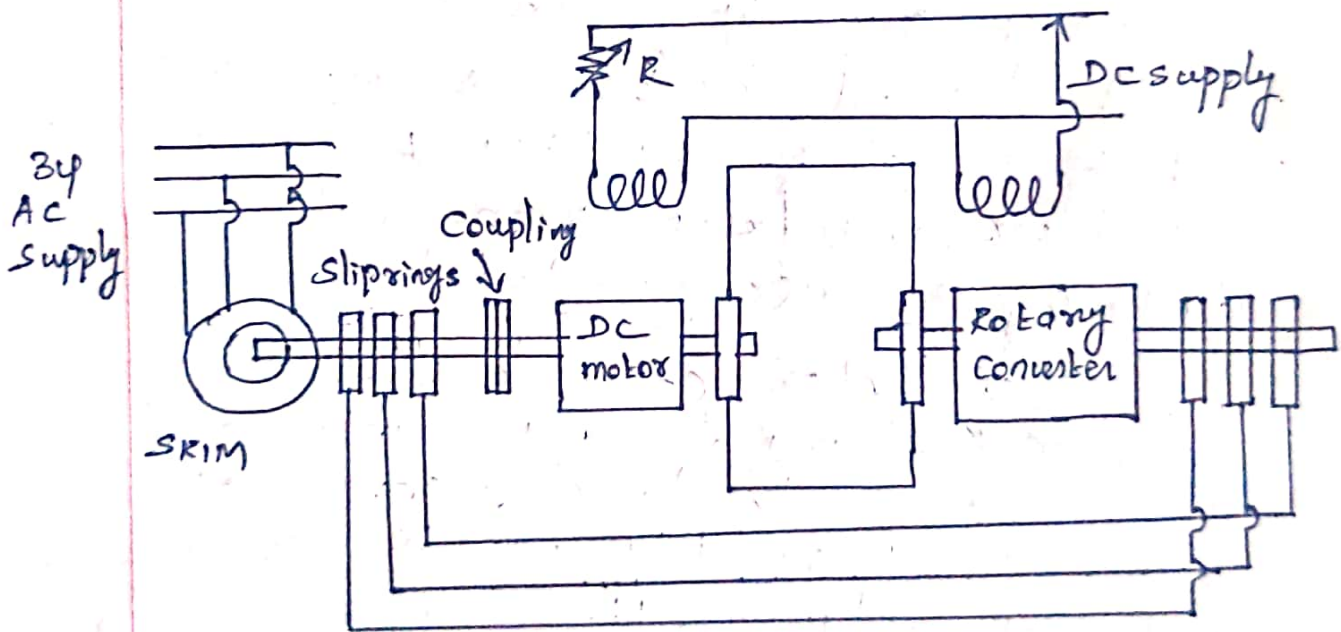 R
DC supply
3φ
AC
Supply
Coupling
Sliprings
DC
motor
Rotary
Converter
SRIM